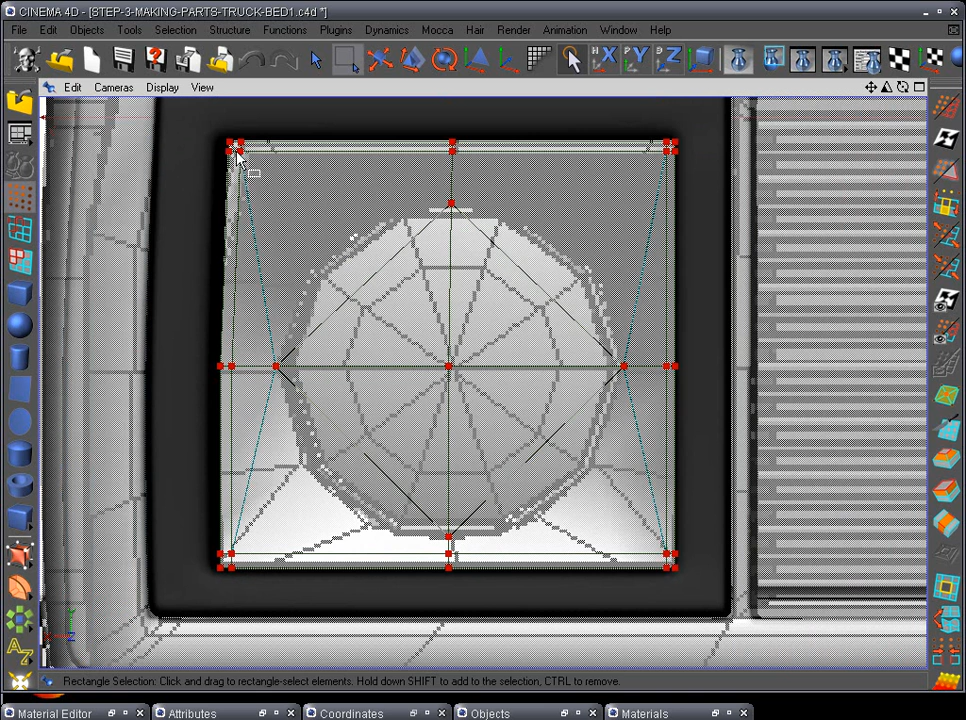 CINEMA 4D - [STEP-3-MAKING-PARTS-TRUCK-BED1.c4d *]
File Edit Objects Tools Selection Structure Functions Plugins Dynamics Mocca Hair Render Animation Window Help
X Y Z
Edit Cameras Display View
Y
Z
Rectangle Selection: Click and drag to rectangle-select elements. Hold down SHIFT to add to the selection, CTRL to remove.
Material Editor Attributes Coordinates Objects Materials